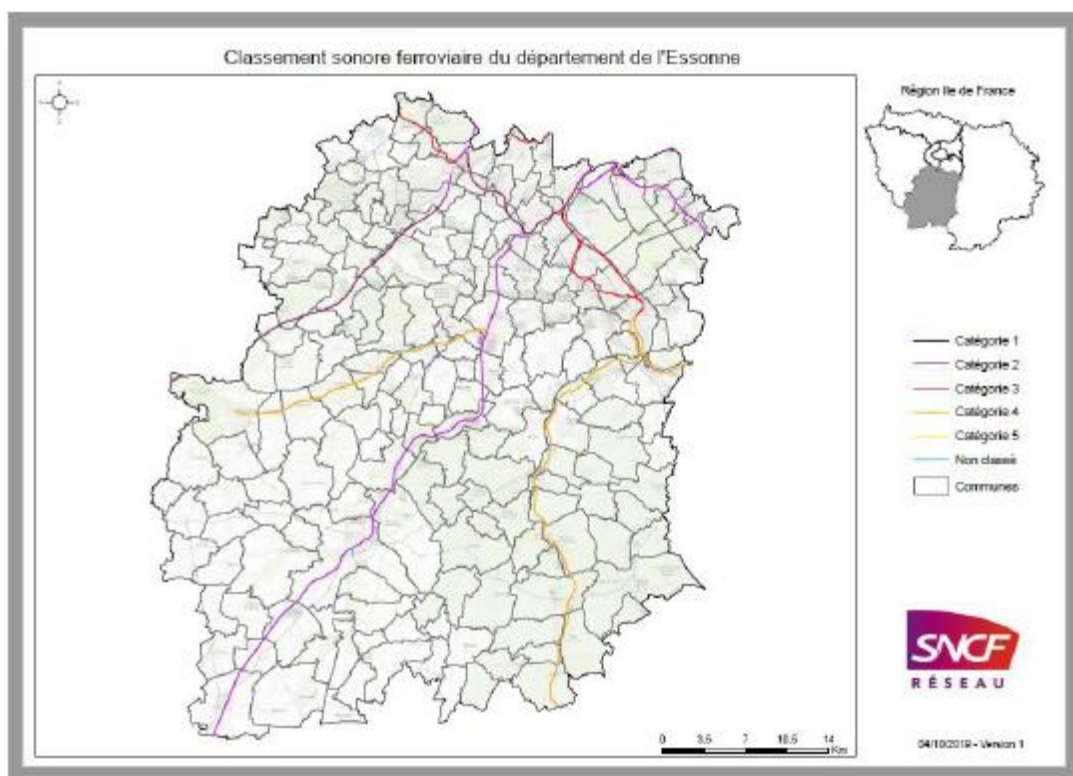 Classement sonore ferroviaire du département de l'Essonne
Région Ile de France
Catégorie 1
Catégorie 2
Catégorie 3
Catégorie 4
Catégorie 5
Non classé
Communes
SNCF
RÉSEAU
0 3.5 7 10.5 14
Km
04/10/2019 - Version 1